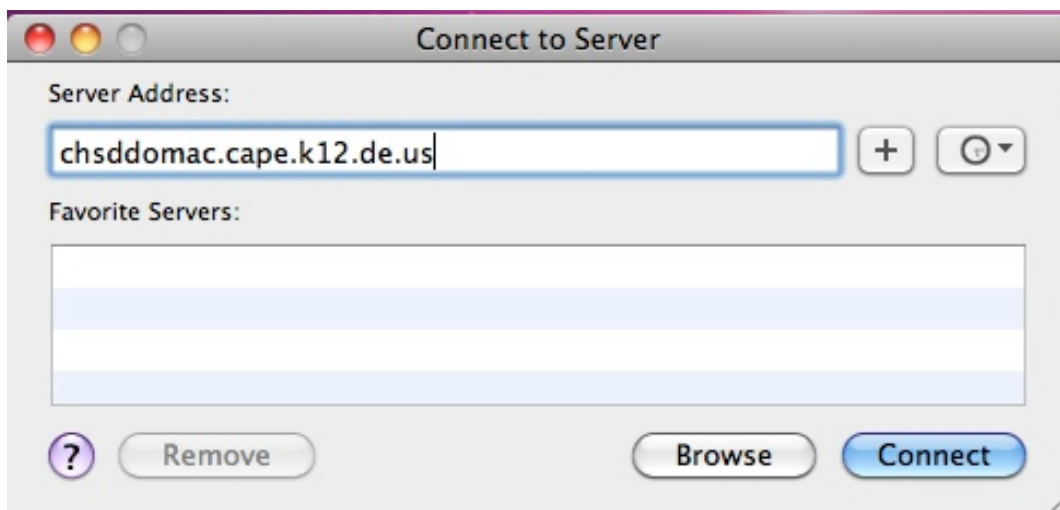 Connect to Server
Server Address:
chsddomac.cape.k12.de.us
+
Favorite Servers:
? Remove Browse Connect